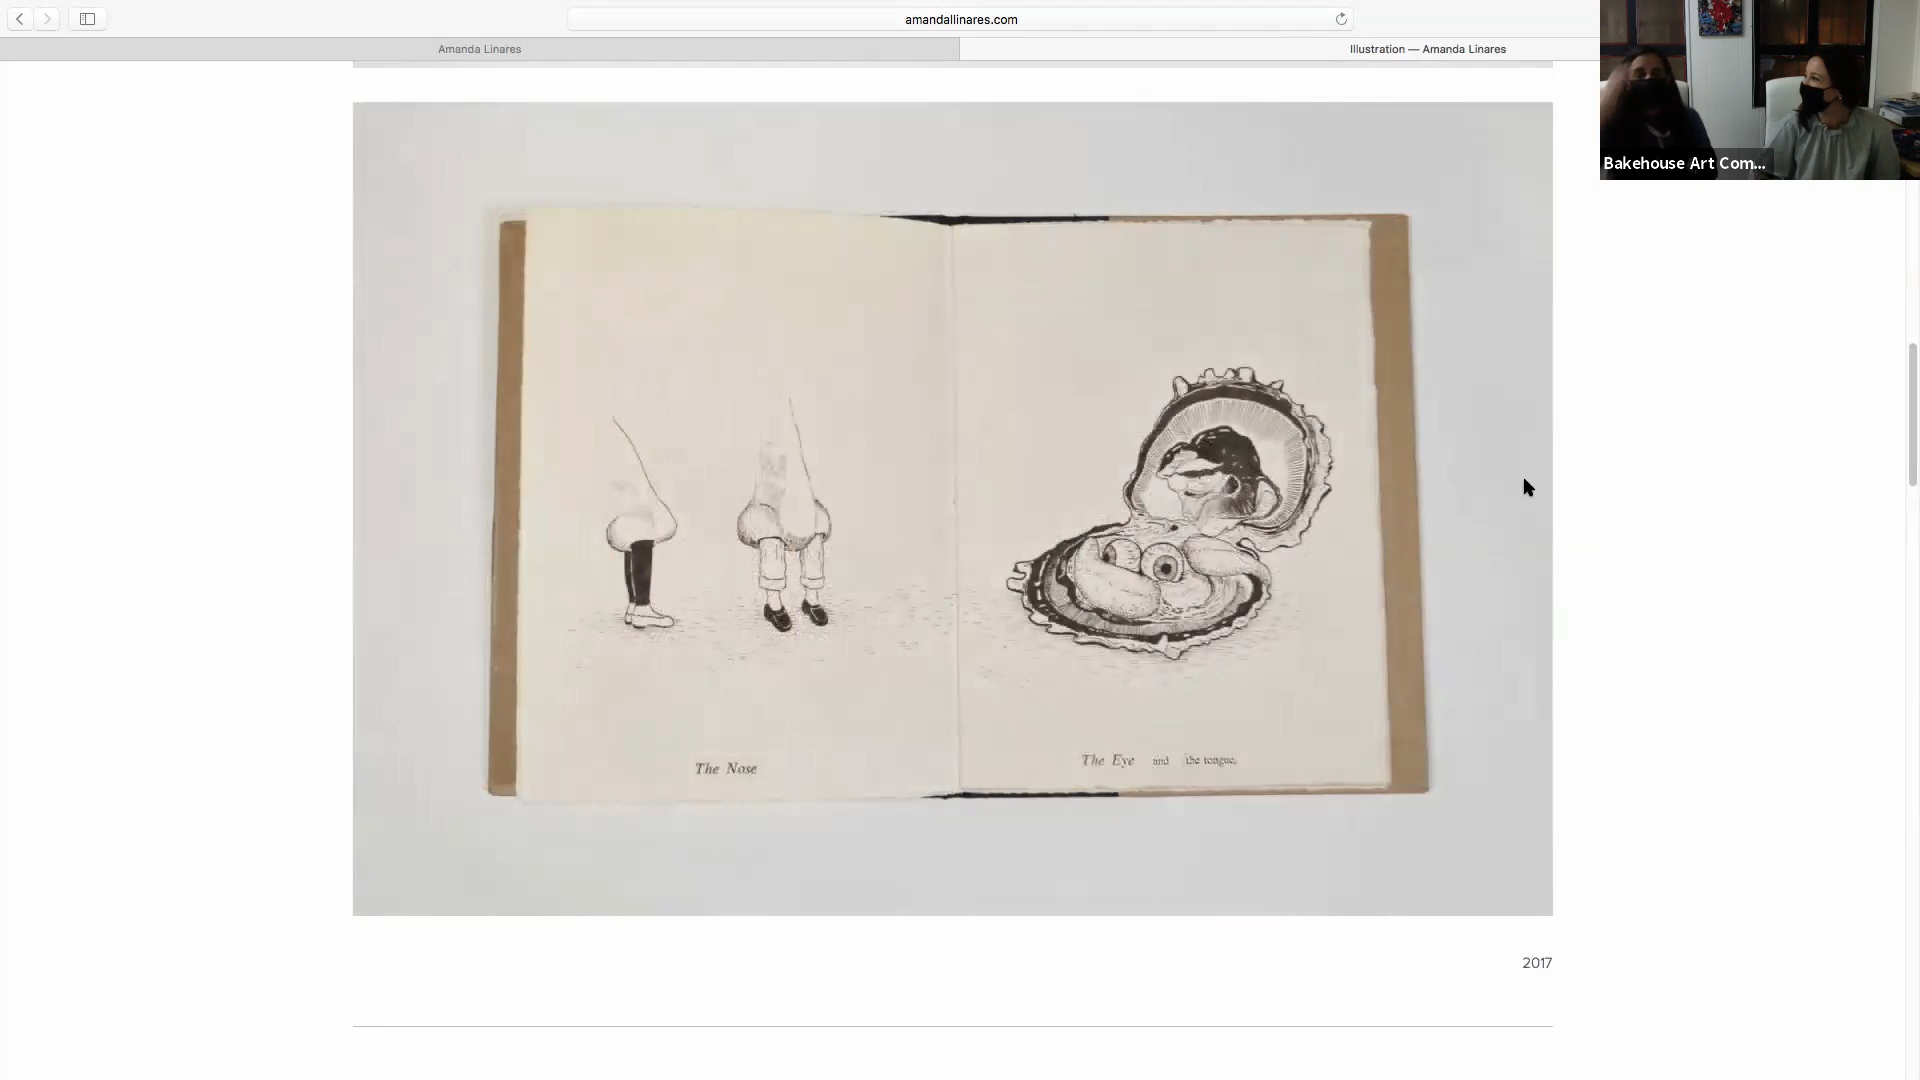 amandallinares.com
Amanda Linares
Illustration — Amanda Linares
Bakehouse Art Com...
The Nose
The Eye and the tongue.
2017